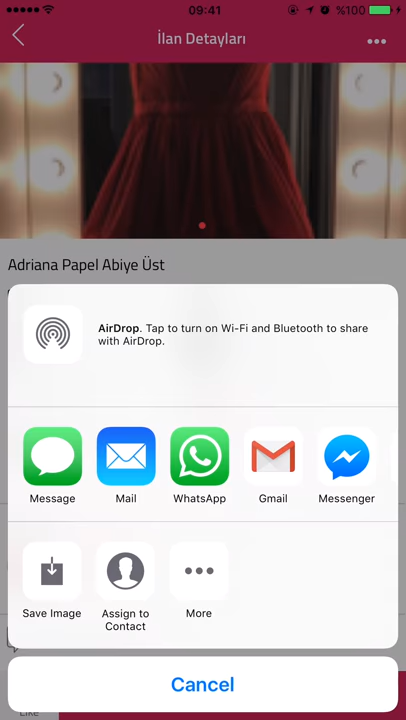 09:41
%100
İlan Detayları
Adriana Papel Abiye Üst
AirDrop. Tap to turn on Wi-Fi and Bluetooth to share
with AirDrop.
Message
Mail
WhatsApp
Gmail
Messenger
Save Image
Assign to
Contact
More
Cancel
Like